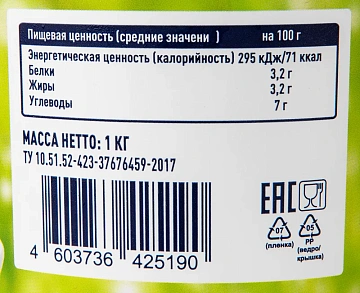 Пищевая ценность (средние значени ) на 100 г
Энергетическая ценность (калорийность) 295 кДж/71 ккал
Белки 3,2 г
Жиры 3,2 г
Углеводы 7 г
МАССА НЕТТО: 1 КГ
ТУ 10.51.52-423-37676459-2017
EAC
4 603736 425190
07 05
(пленка) PP
(ведро/
крышка)